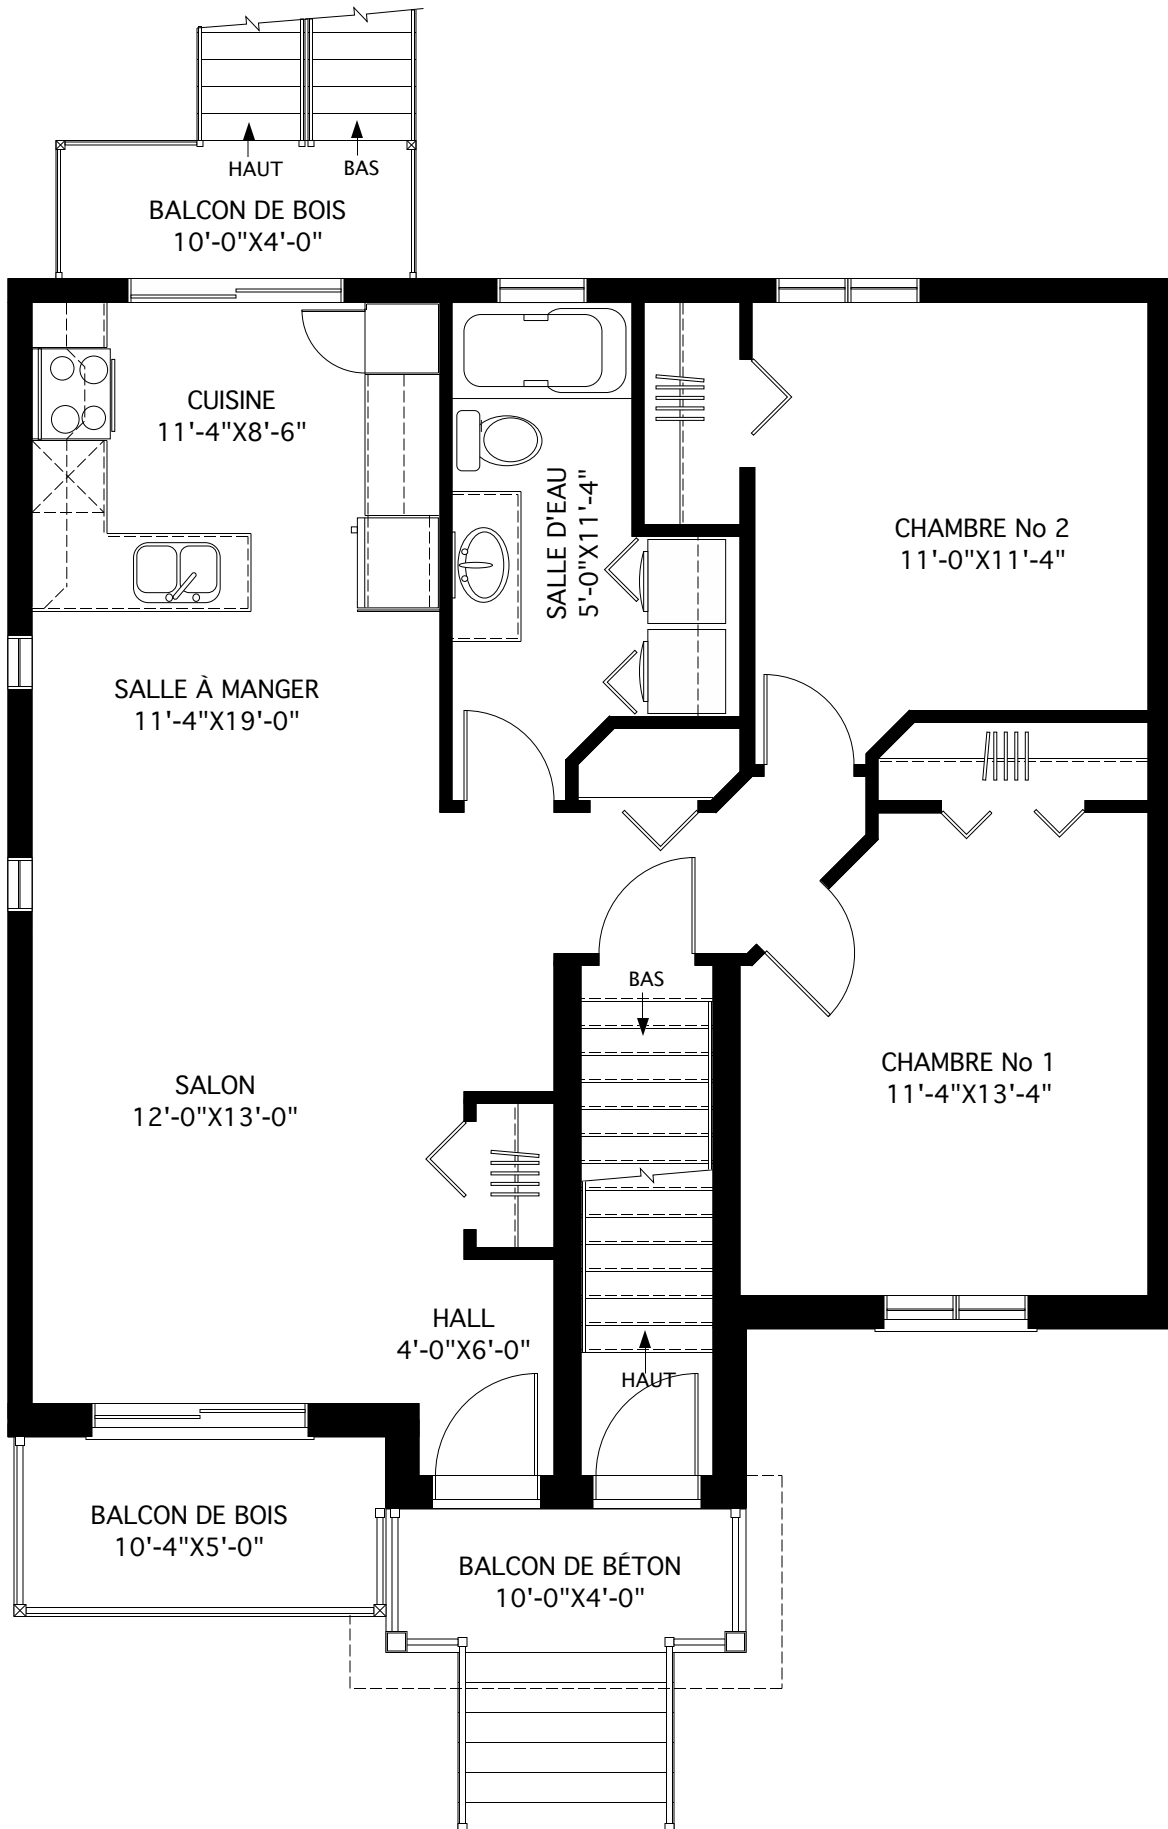 HAUT
BAS
BALCON DE BOIS
10'-0"X4'-0"
CUISINE
11'-4"X8'-6"
SALLE D'EAU
5'-0"X11'-4"
CHAMBRE No 2
11'-0"X11'-4"
SALLE À MANGER
11'-4"X19'-0"
BAS
CHAMBRE No 1
11'-4"X13'-4"
SALON
12'-0"X13'-0"
HALL
4'-0"X6'-0"
HAUT
BALCON DE BOIS
10'-4"X5'-0"
BALCON DE BÉTON
10'-0"X4'-0"